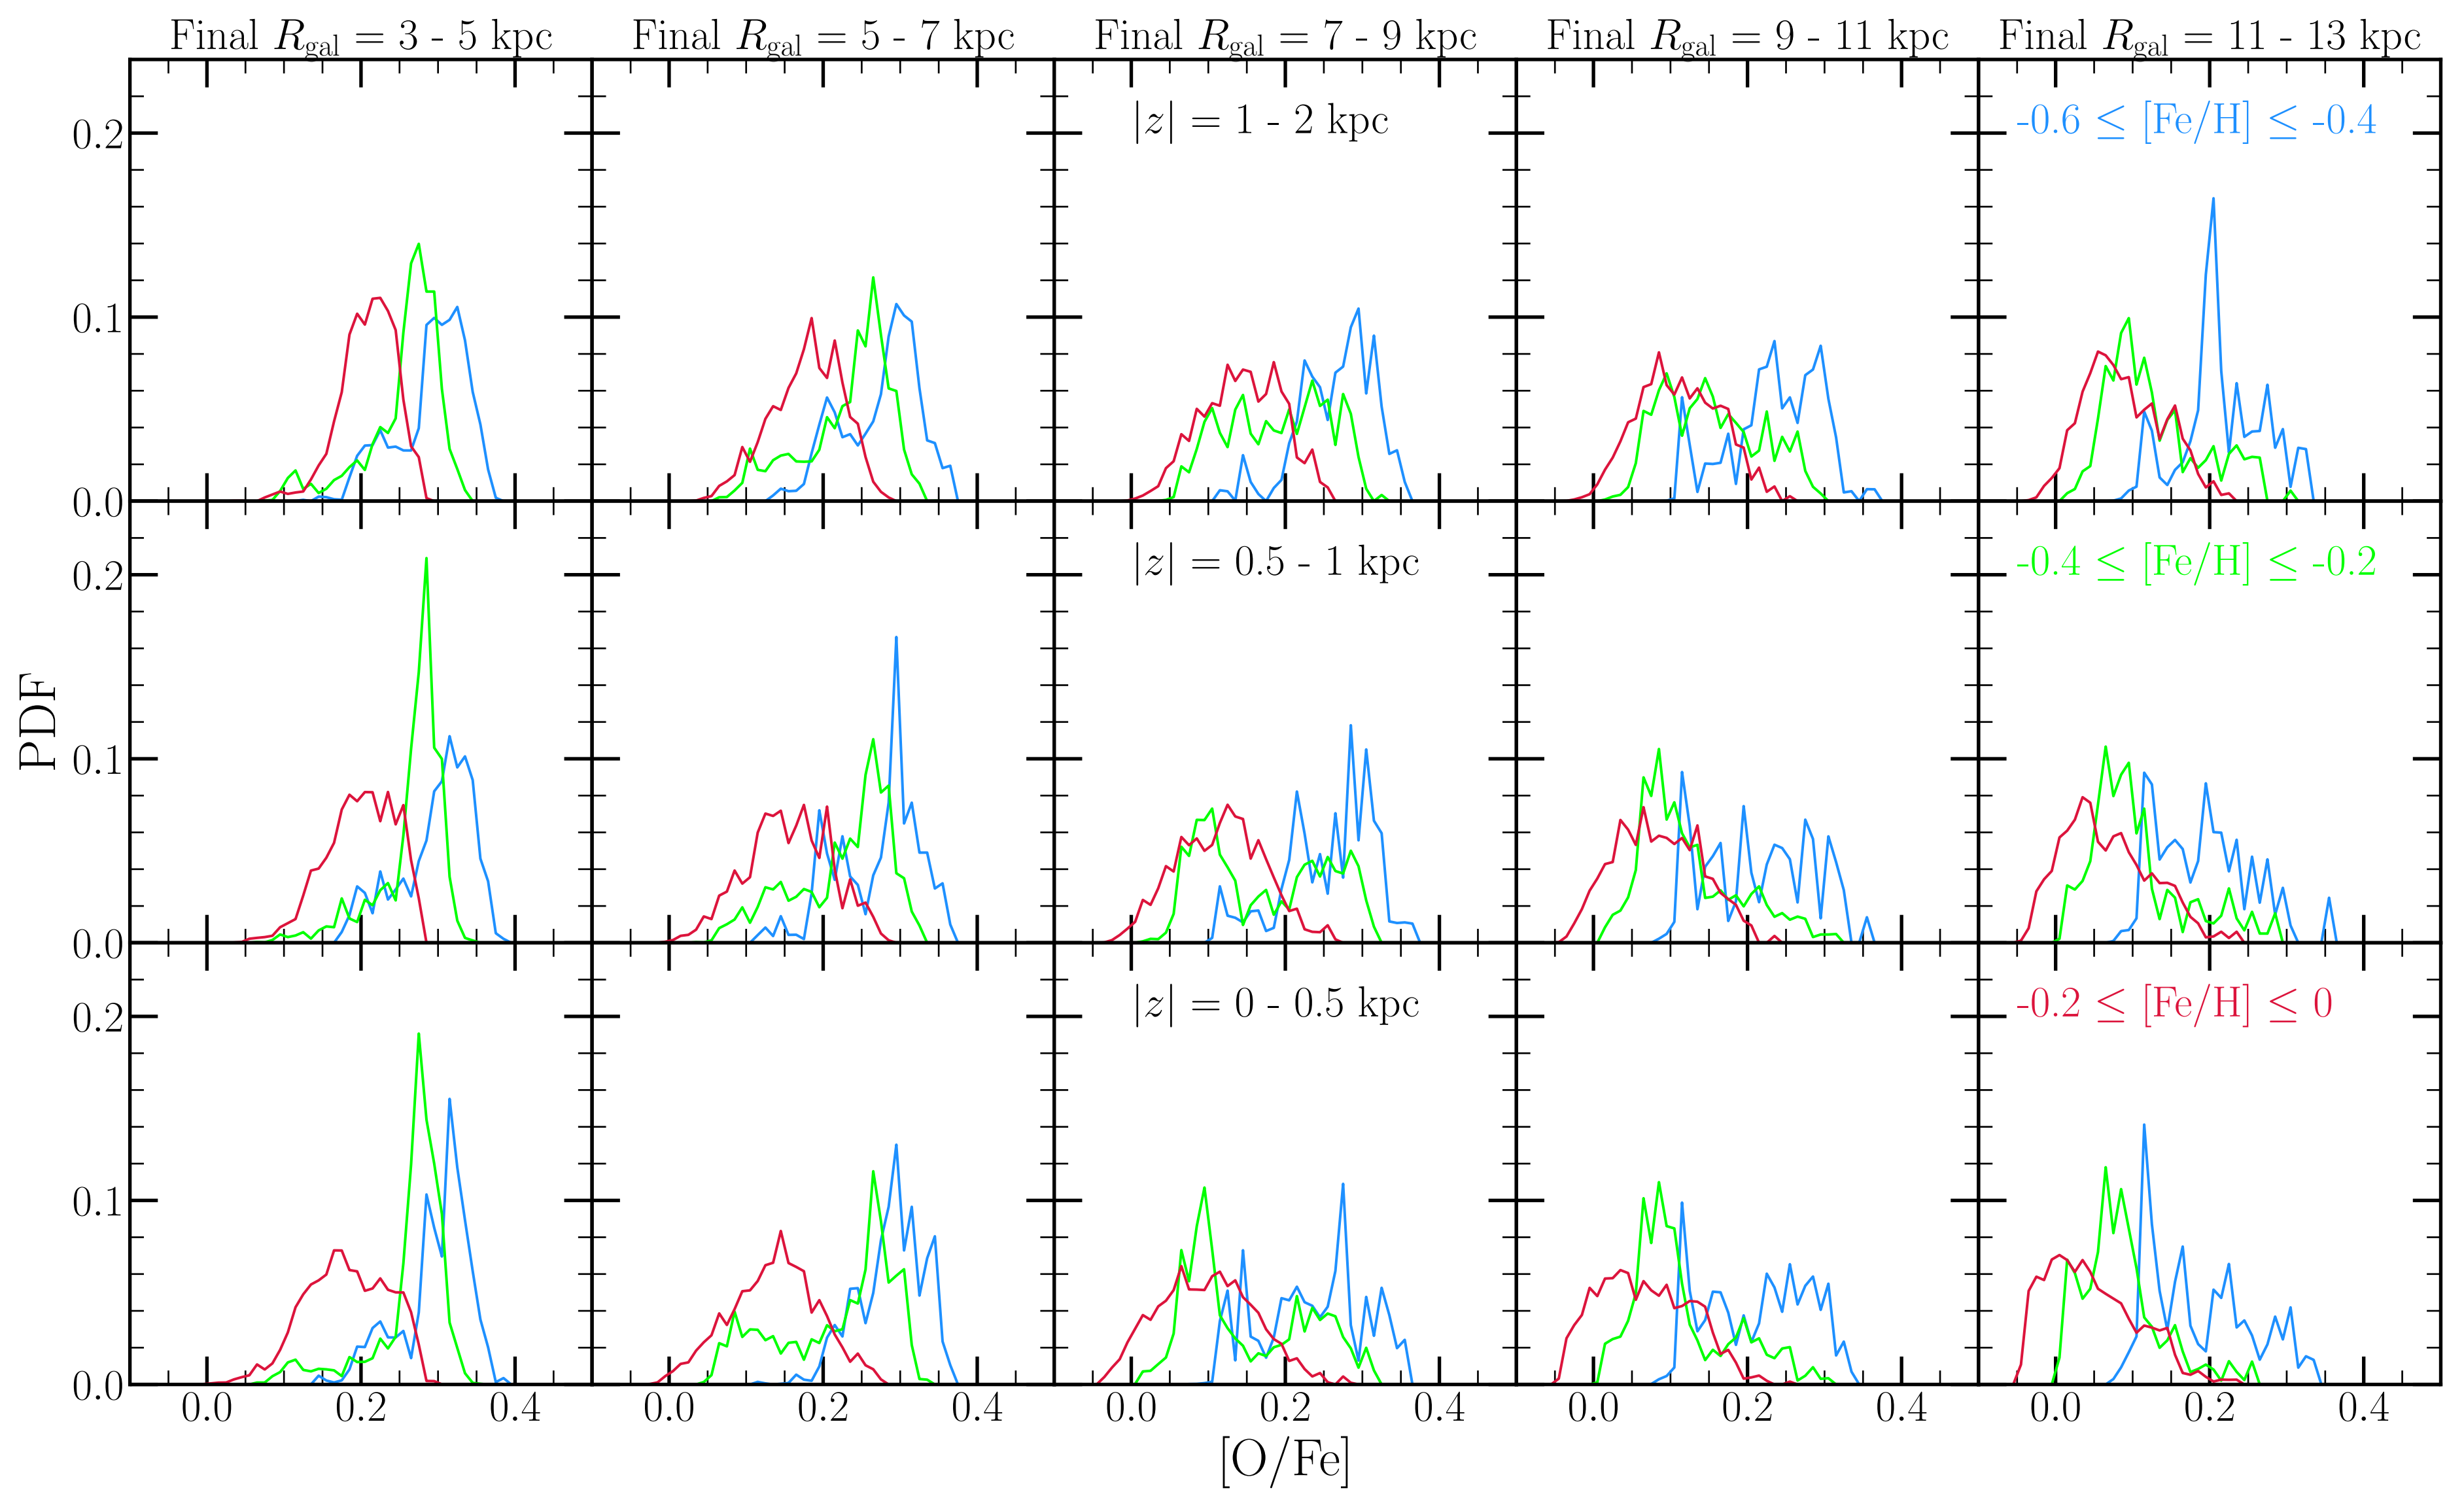 Final R_gal = 3 - 5 kpc
Final R_gal = 5 - 7 kpc
Final R_gal = 7 - 9 kpc
Final R_gal = 9 - 11 kpc
Final R_gal = 11 - 13 kpc
|z| = 1 - 2 kpc
-0.6 ≤ [Fe/H] ≤ -0.4
0.2
0.1
0.0
|z| = 0.5 - 1 kpc
-0.4 ≤ [Fe/H] ≤ -0.2
0.2
0.1
0.0
PDF
|z| = 0 - 0.5 kpc
-0.2 ≤ [Fe/H] ≤ 0
0.2
0.1
0.0
0.0 0.2 0.4
0.0 0.2 0.4
0.0 0.2 0.4
0.0 0.2 0.4
0.0 0.2 0.4
[O/Fe]